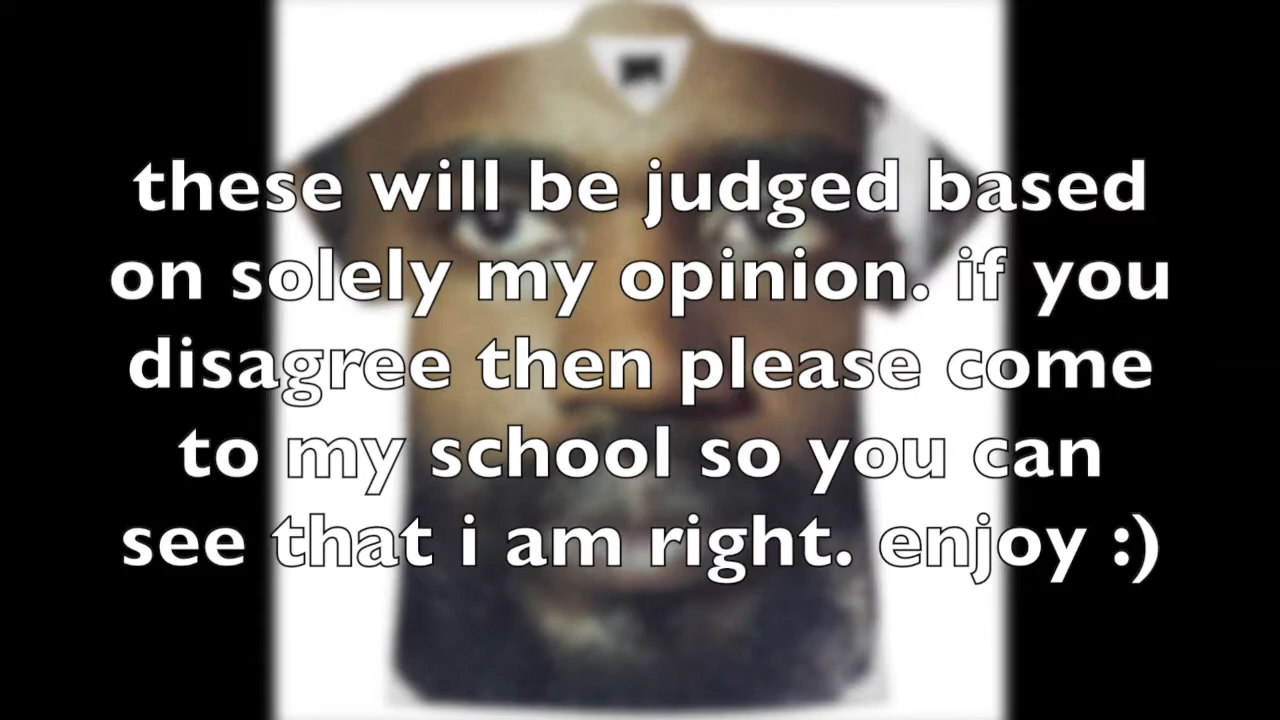 these will be judged based
on solely my opinion. if you
disagree then please come
to my school so you can
see that i am right. enjoy :)